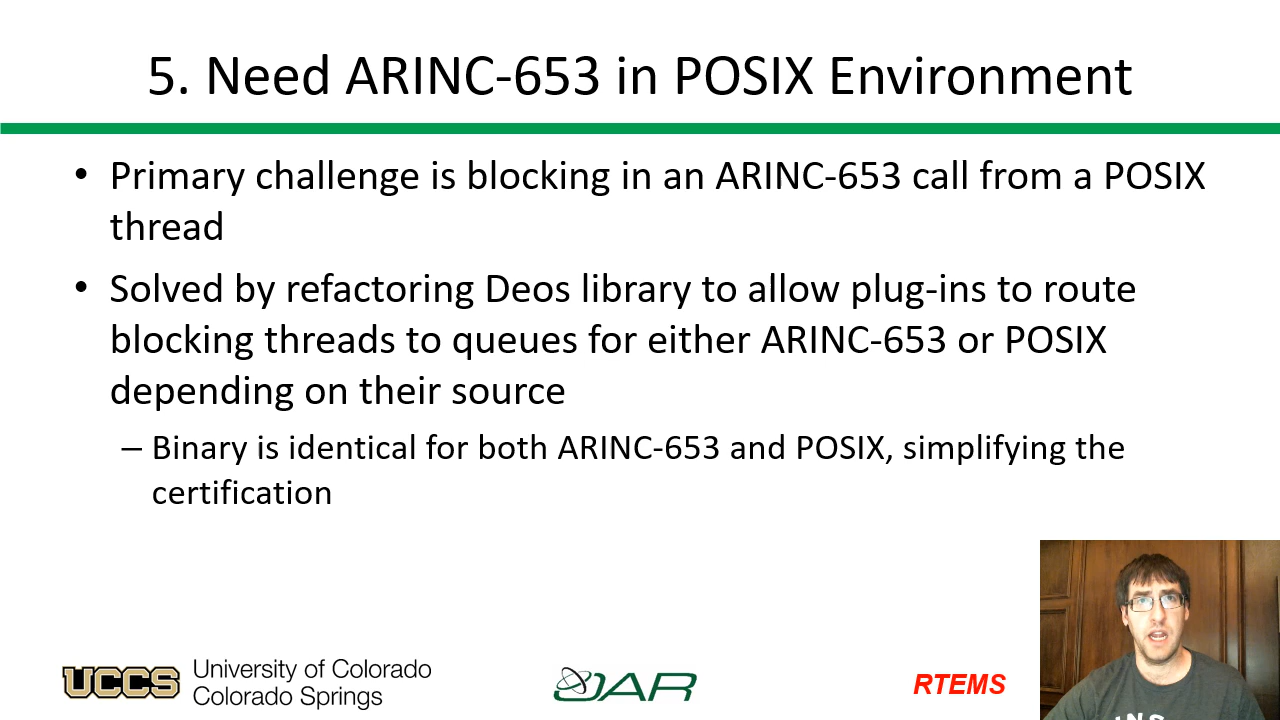 5. Need ARINC-653 in POSIX Environment
• Primary challenge is blocking in an ARINC-653 call from a POSIX
thread
• Solved by refactoring Deos library to allow plug-ins to route
blocking threads to queues for either ARINC-653 or POSIX
depending on their source
– Binary is identical for both ARINC-653 and POSIX, simplifying the
certification
UCCS
University of Colorado
Colorado Springs
OAR
RTEMS